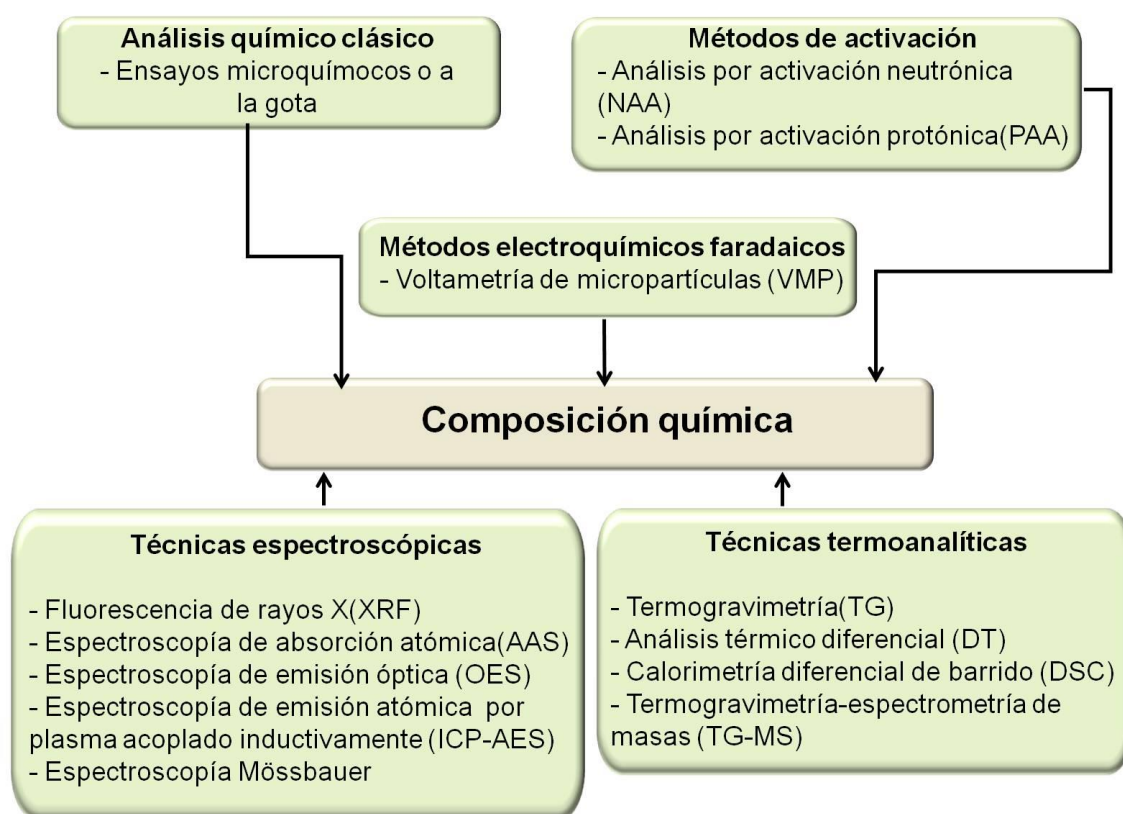 Análisis químico clásico
- Ensayos microquímocos o a
la gota
Métodos de activación
- Análisis por activación neutrónica
(NAA)
- Análisis por activación protónica(PAA)
Métodos electroquímicos faradaicos
- Voltametría de micropartículas (VMP)
Composición química
Técnicas espectroscópicas
- Fluorescencia de rayos X(XRF)
- Espectroscopía de absorción atómica(AAS)
- Espectroscopía de emisión óptica (OES)
- Espectroscopía de emisión atómica por
plasma acoplado inductivamente (ICP-AES)
- Espectroscopía Mössbauer
Técnicas termoanalíticas
- Termogravimetría(TG)
- Análisis térmico diferencial (DT)
- Calorimetría diferencial de barrido (DSC)
- Termogravimetría-espectrometría de
masas (TG-MS)